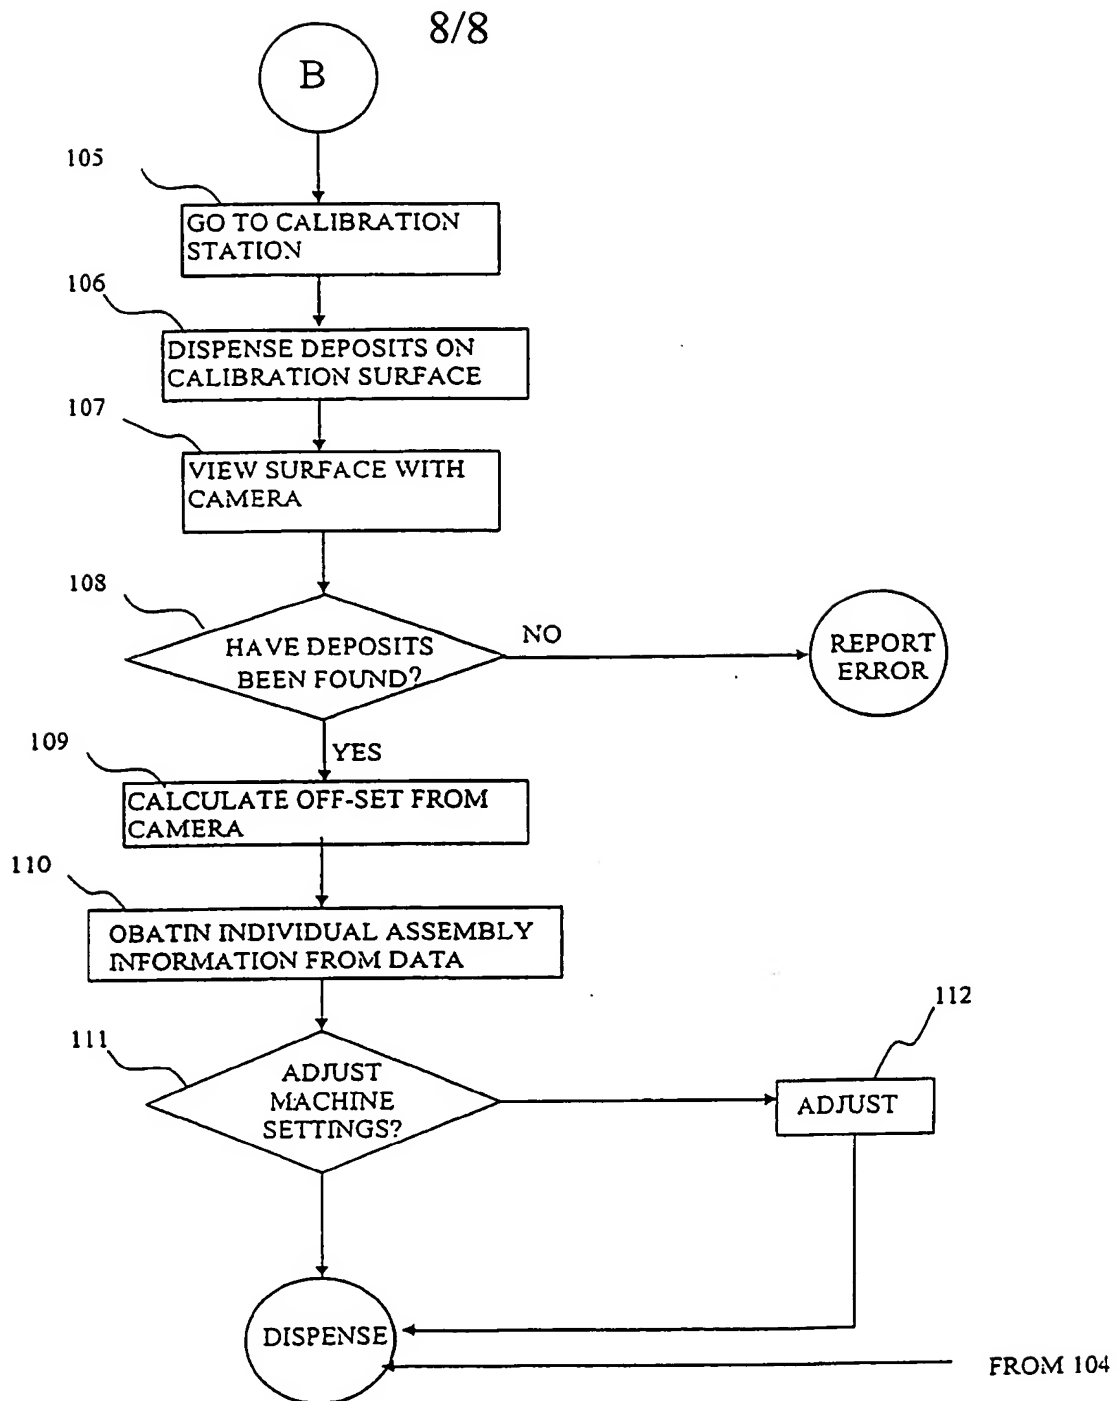 8/8
B
105
GO TO CALIBRATION
STATION
106
DISPENSE DEPOSITS ON
CALIBRATION SURFACE
107
VIEW SURFACE WITH
CAMERA
108
HAVE DEPOSITS
BEEN FOUND?
NO
REPORT
ERROR
YES
109
CALCULATE OFF-SET FROM
CAMERA
110
OBATIN INDIVIDUAL ASSEMBLY
INFORMATION FROM DATA
111
ADJUST
MACHINE
SETTINGS?
112
ADJUST
DISPENSE
FROM 104